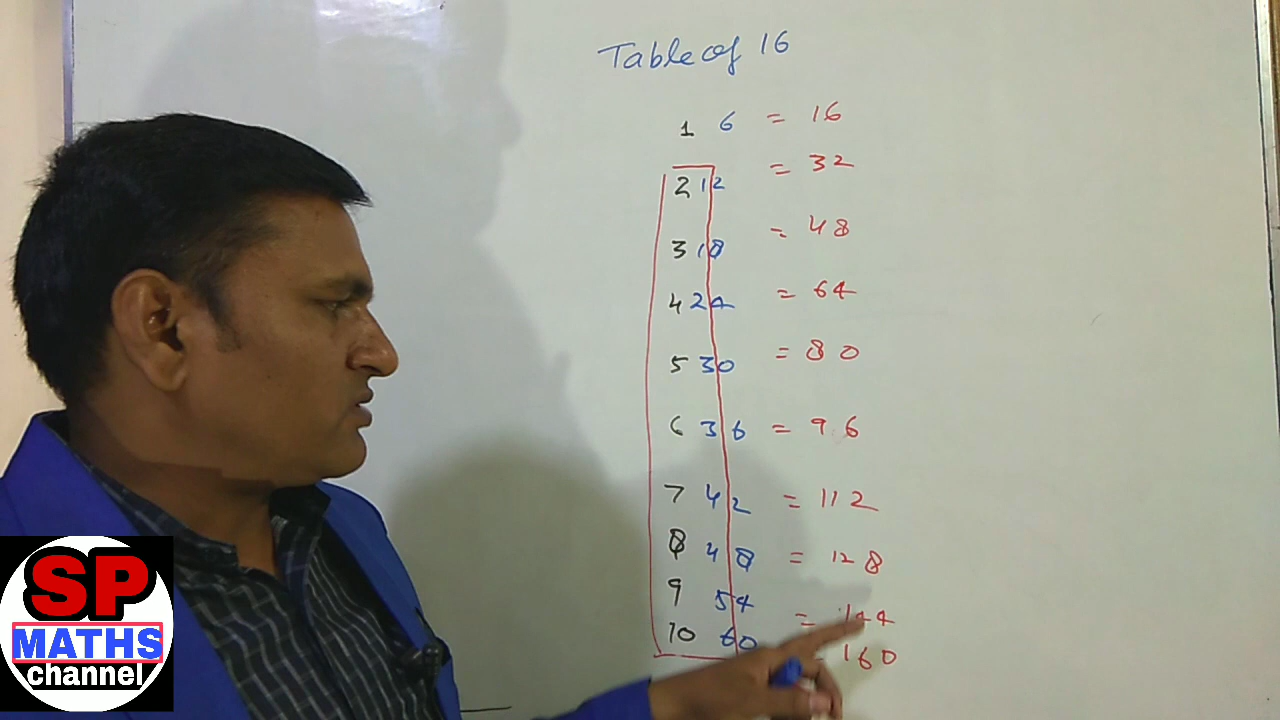 Table of 16
1 6 = 16
2 12 = 32
3 18 = 48
4 24 = 64
5 30 = 80
6 36 = 96
7 42 = 112
8 48 = 128
9 54 = 144
10 60 = 160
SP
MATHS
channel